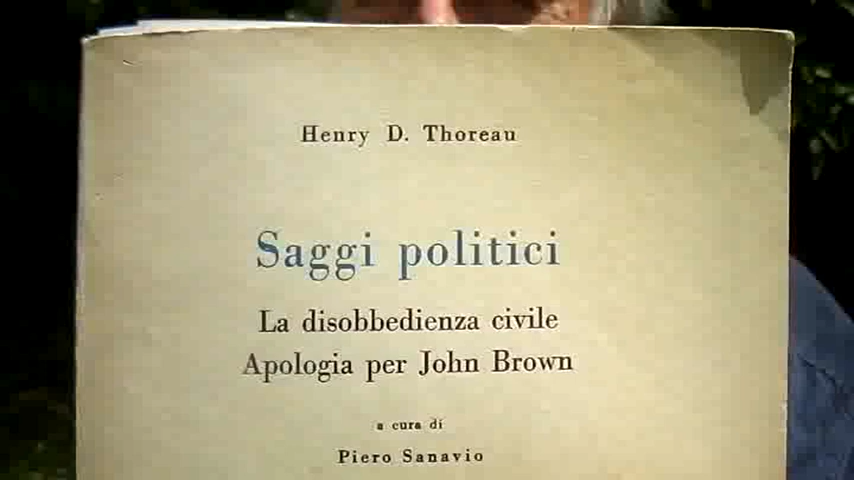 Henry D. Thoreau
Saggi politici
La disobbedienza civile
Apologia per John Brown
a cura di
Piero Sanavio